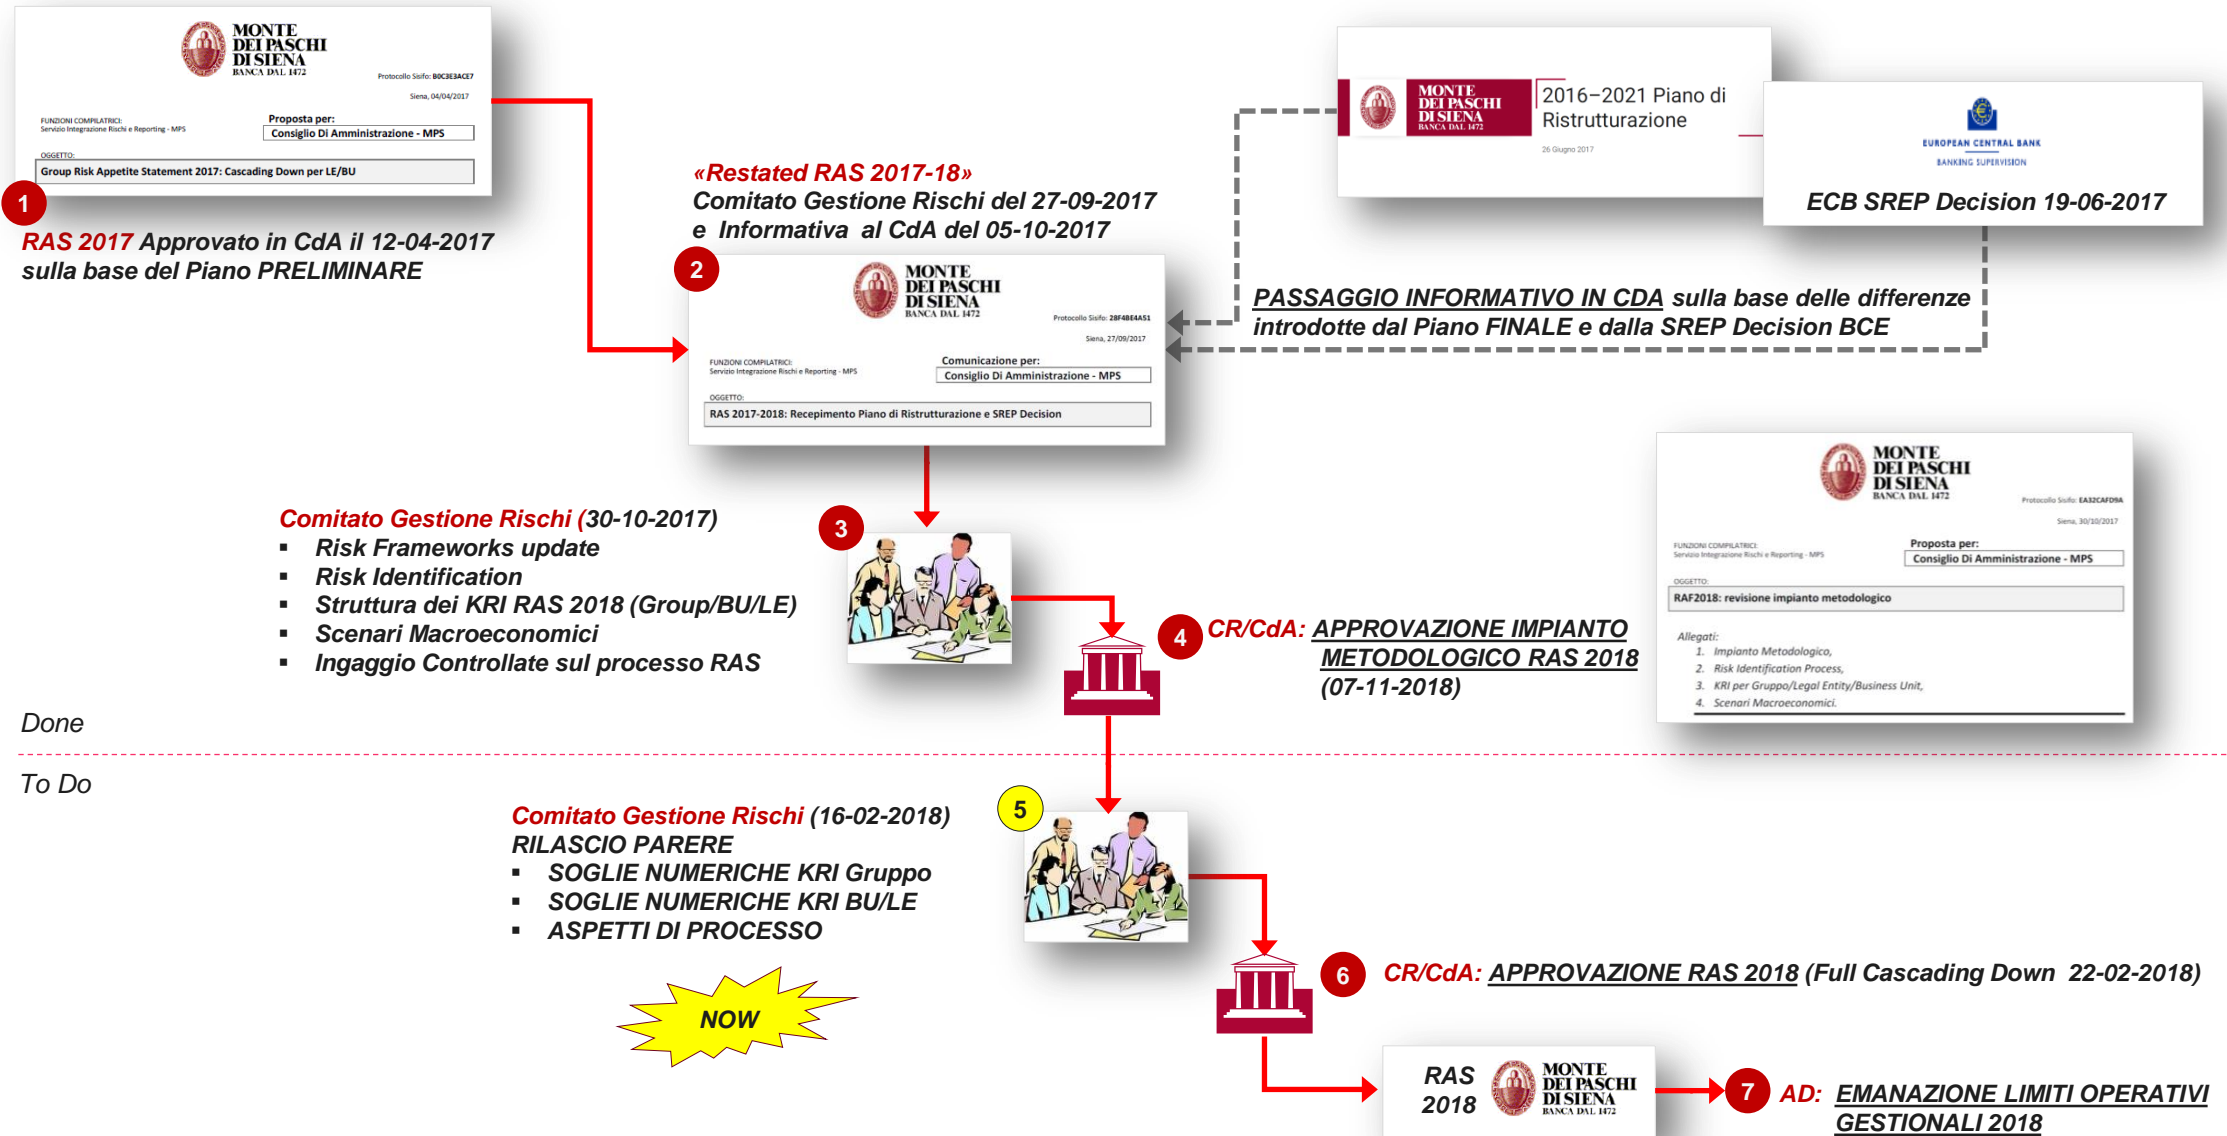 MONTE
DEI PASCHI
DI SIENA
BANCA DAL 1472
Protocollo Sisifo: B0C3E3ACE7
Siena, 04/04/2017
FUNZIONI COMPILATRICI:
Servizio Integrazione Rischi e Reporting - MPS
Proposta per:
Consiglio Di Amministrazione - MPS
OGGETTO:
Group Risk Appetite Statement 2017: Cascading Down per LE/BU
1
RAS 2017 Approvato in CdA il 12-04-2017
sulla base del Piano PRELIMINARE
MONTE
DEI PASCHI
DI SIENA
BANCA DAL 1472
2016–2021 Piano di
Ristrutturazione
26 Giugno 2017
EUROPEAN CENTRAL BANK
BANKING SUPERVISION
ECB SREP Decision 19-06-2017
«Restated RAS 2017-18»
Comitato Gestione Rischi del 27-09-2017
e Informativa al CdA del 05-10-2017
2
MONTE
DEI PASCHI
DI SIENA
BANCA DAL 1472
Protocollo Sisifo: 28F4BE4A51
Siena, 27/09/2017
FUNZIONI COMPILATRICI:
Servizio Integrazione Rischi e Reporting - MPS
Comunicazione per:
Consiglio Di Amministrazione - MPS
OGGETTO:
RAS 2017-2018: Recepimento Piano di Ristrutturazione e SREP Decision
PASSAGGIO INFORMATIVO IN CDA sulla base delle differenze
introdotte dal Piano FINALE e dalla SREP Decision BCE
Comitato Gestione Rischi (30-10-2017)
▪ Risk Frameworks update
▪ Risk Identification
▪ Struttura dei KRI RAS 2018 (Group/BU/LE)
▪ Scenari Macroeconomici
▪ Ingaggio Controllate sul processo RAS
3
4
CR/CdA: APPROVAZIONE IMPIANTO
METODOLOGICO RAS 2018
(07-11-2018)
MONTE
DEI PASCHI
DI SIENA
BANCA DAL 1472
Protocollo Sisifo: EA32CAFD9A
Siena, 30/10/2017
FUNZIONI COMPILATRICI:
Servizio Integrazione Rischi e Reporting - MPS
Proposta per:
Consiglio Di Amministrazione - MPS
OGGETTO:
RAF2018: revisione impianto metodologico
Allegati:
1. Impianto Metodologico,
2. Risk Identification Process,
3. KRI per Gruppo/Legal Entity/Business Unit,
4. Scenari Macroeconomici.
Done
To Do
Comitato Gestione Rischi (16-02-2018)
RILASCIO PARERE
▪ SOGLIE NUMERICHE KRI Gruppo
▪ SOGLIE NUMERICHE KRI BU/LE
▪ ASPETTI DI PROCESSO
5
NOW
6
CR/CdA: APPROVAZIONE RAS 2018 (Full Cascading Down 22-02-2018)
RAS
2018
MONTE
DEI PASCHI
DI SIENA
BANCA DAL 1472
7
AD: EMANAZIONE LIMITI OPERATIVI
GESTIONALI 2018